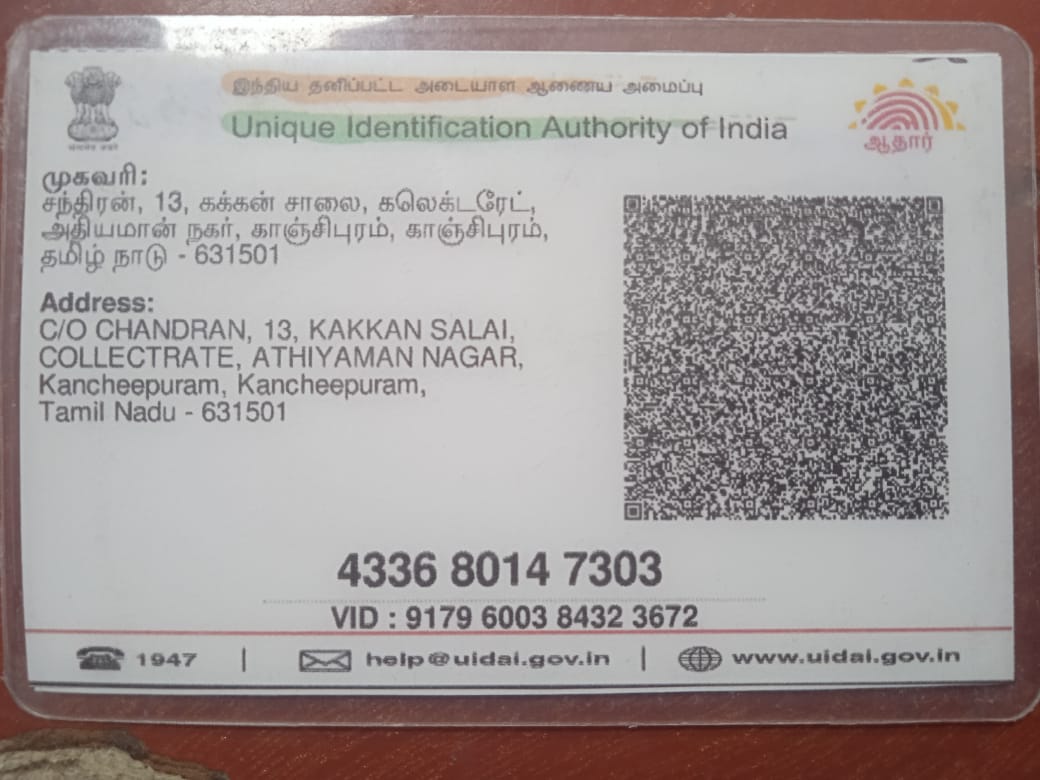 இந்திய தனிப்பட்ட அடையாள ஆணைய அமைப்பு
Unique Identification Authority of India
ஆதார்
முகவரி:
சந்திரன், 13, கக்கன் சாலை, கலெக்டரேட்,
அதியமான் நகர், காஞ்சிபுரம், காஞ்சிபுரம்,
தமிழ் நாடு - 631501
Address:
C/O CHANDRAN, 13, KAKKAN SALAI,
COLLECTRATE, ATHIYAMAN NAGAR,
Kancheepuram, Kancheepuram,
Tamil Nadu - 631501
4336 8014 7303
VID : 9179 6003 8432 3672
1947 | help@uidai.gov.in | www.uidai.gov.in